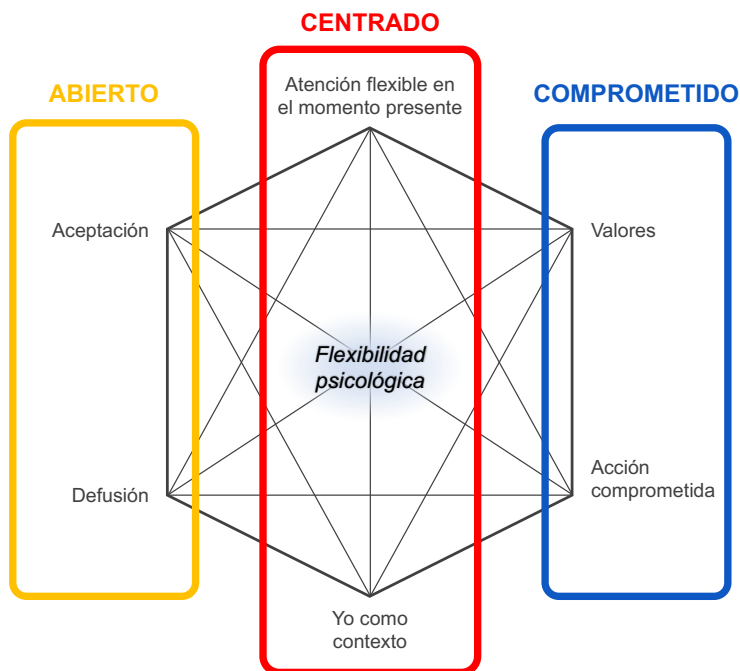 CENTRADO
ABIERTO
COMPROMETIDO
Atención flexible en
el momento presente
Aceptación
Valores
Flexibilidad
psicológica
Defusión
Acción
comprometida
Yo como
contexto